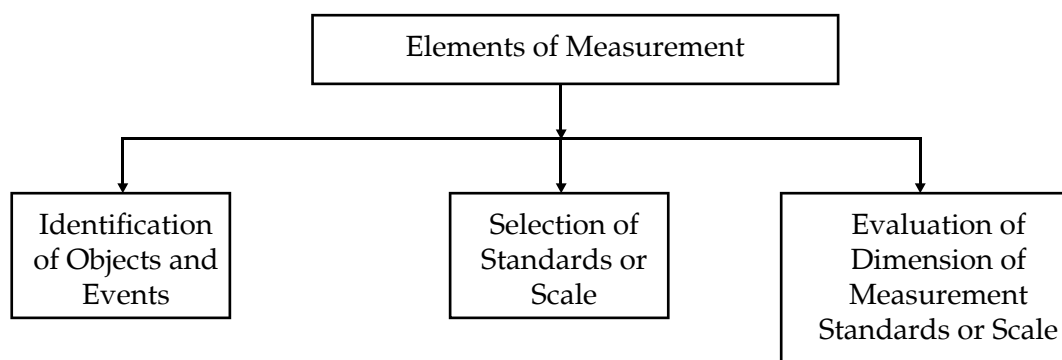 Elements of Measurement
Identification
of Objects and
Events
Selection of
Standards or
Scale
Evaluation of
Dimension of
Measurement
Standards or Scale